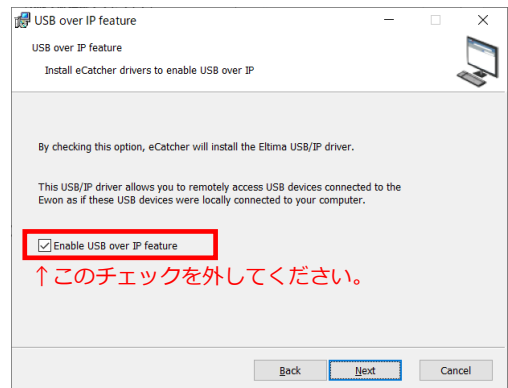 USB over IP feature
USB over IP feature
Install eCatcher drivers to enable USB over IP
By checking this option, eCatcher will install the Eltima USB/IP driver.
This USB/IP driver allows you to remotely access USB devices connected to the
Ewon as if these USB devices were locally connected to your computer.
Enable USB over IP feature
↑このチェックを外してください。
Back Next Cancel